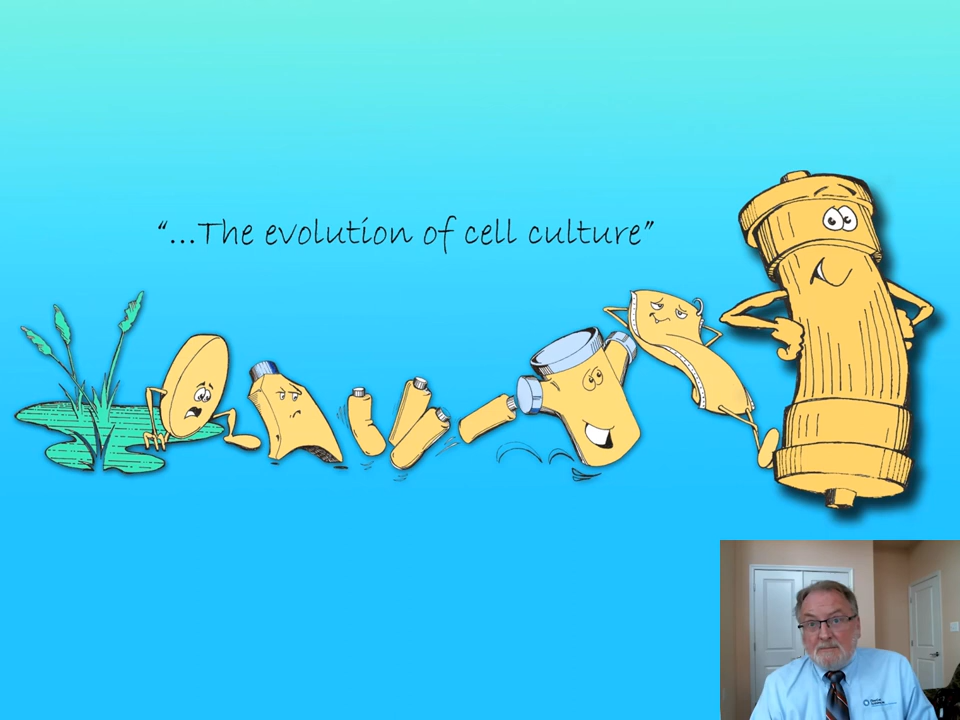 “...The evolution of cell culture”